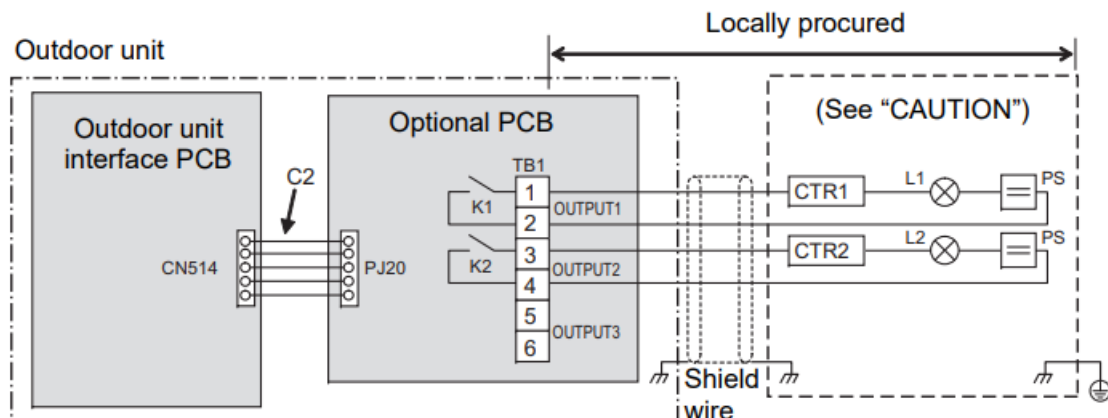 Locally procured
Outdoor unit
Outdoor unit
interface PCB
C2
CN514
PJ20
Optional PCB
TB1
1
2
3
4
5
6
K1
K2
OUTPUT1
OUTPUT2
OUTPUT3
Shield
wire
(See “CAUTION”)
CTR1
L1
PS
CTR2
L2
PS